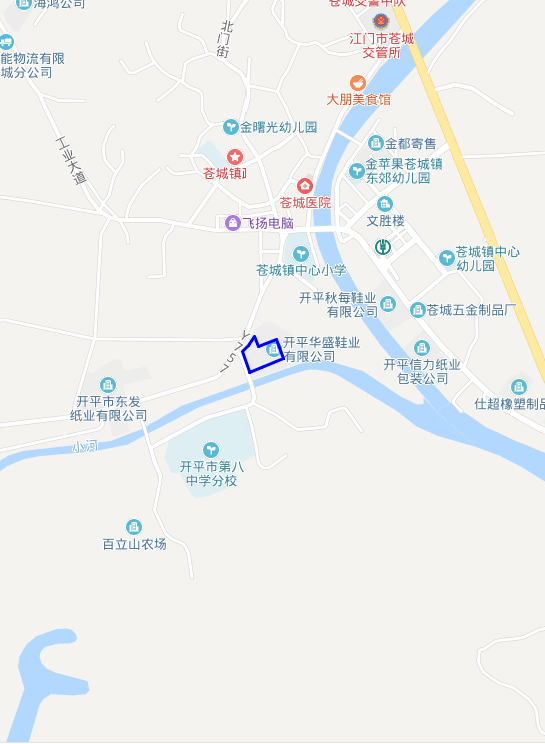 海鸿公司
苍城交警中队
北门街
江门市苍城
交管所
能物流有限
城分公司
大朋美食馆
金曙光幼儿园
工业大道
金都寄售
苍城镇
金苹果苍城镇
东郊幼儿园
苍城医院
文胜楼
飞扬电脑
苍城镇中心
幼儿园
苍城镇中心小学
开平秋每鞋业
有限公司
苍城五金制品厂
Y757
开平华盛鞋业
有限公司
开平信力纸业
包装公司
开平市东发
纸业有限公司
仕超橡塑制品
小河
开平市第八
中学分校
百立山农场